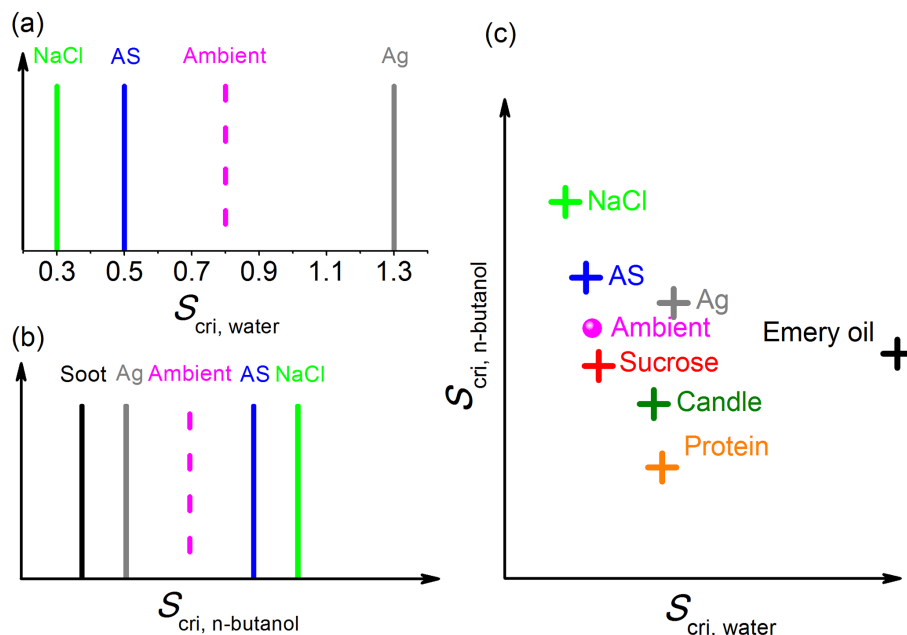 (a)
NaCl AS Ambient Ag
0.3 0.5 0.7 0.9 1.1 1.3
S cri, water
(b)
Soot Ag Ambient AS NaCl
S cri, n-butanol
(c)
S cri, n-butanol
NaCl
AS
Ag
Ambient
Emery oil
Sucrose
Candle
Protein
S cri, water